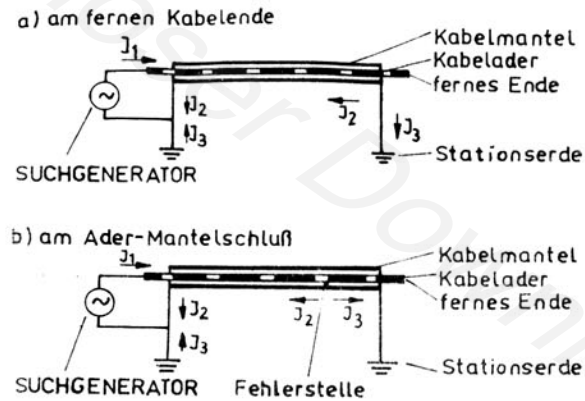 a) am fernen Kabelende
J1
Kabelmantel
Kabelader
fernes Ende
J2
J3
J2
J3
Stationserde
SUCHGENERATOR
b) am Ader-Mantelschluß
J1
Kabelmantel
Kabelader
fernes Ende
J2
J3
J2
J3
Stationserde
SUCHGENERATOR
Fehlerstelle